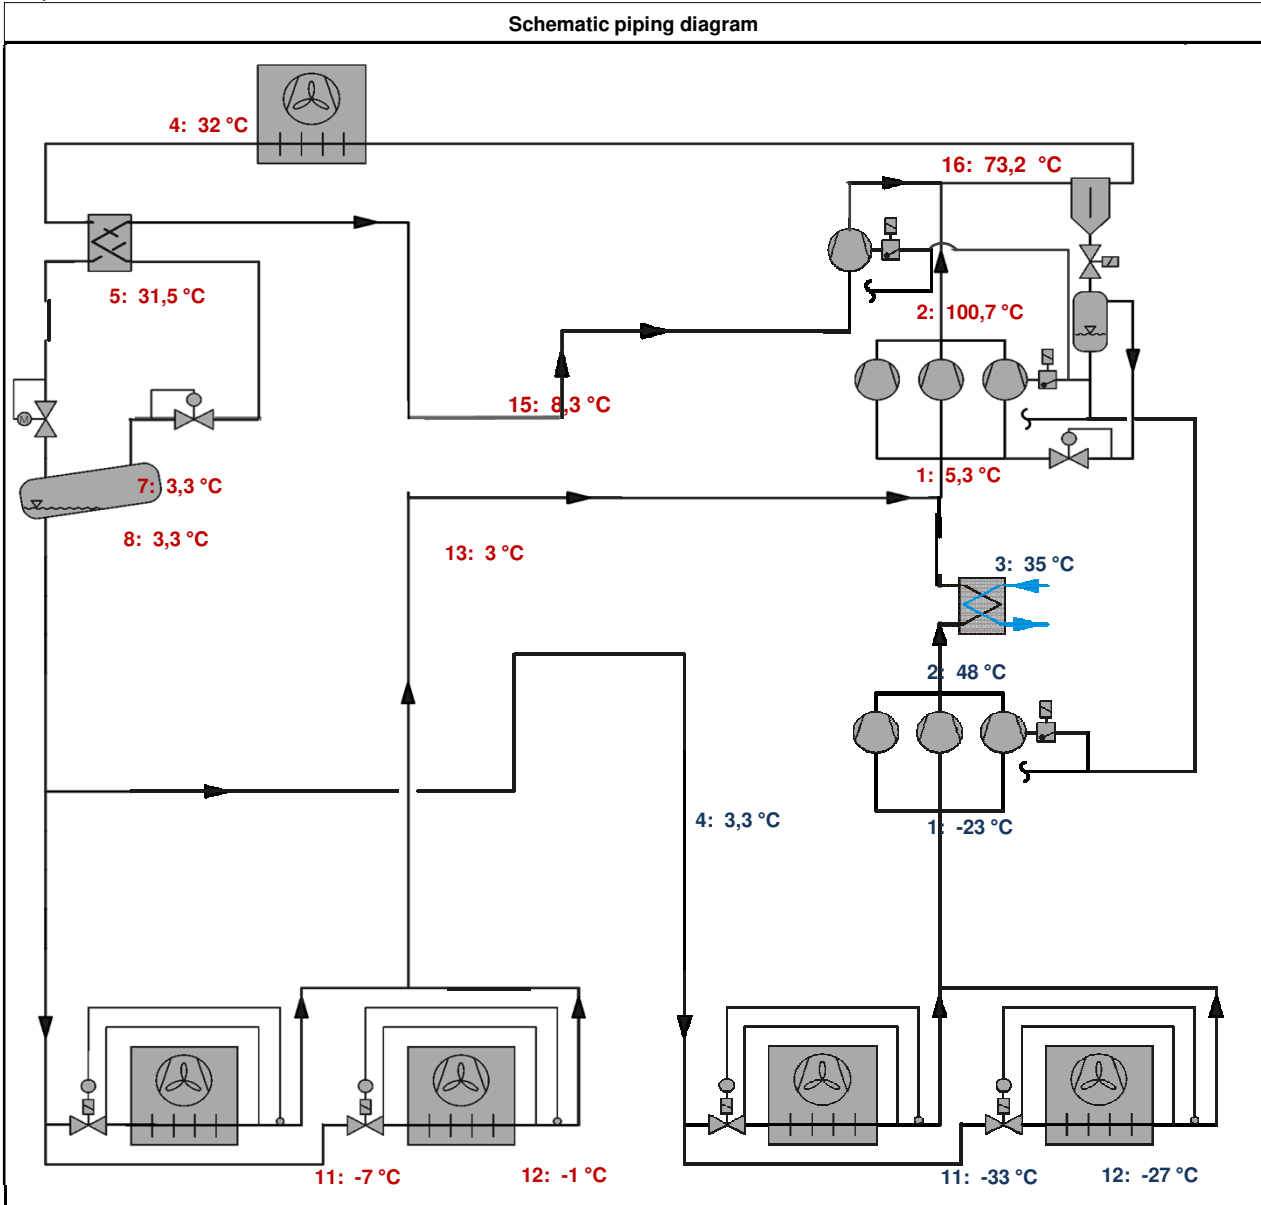 Schematic piping diagram
4: 32 °C
16: 73,2 °C
5: 31,5 °C
2: 100,7 °C
15: 8,3 °C
M
7: 3,3 °C
1: 5,3 °C
8: 3,3 °C
13: 3 °C
3: 35 °C
2: 48 °C
4: 3,3 °C
1: -23 °C
11: -7 °C
12: -1 °C
11: -33 °C
12: -27 °C